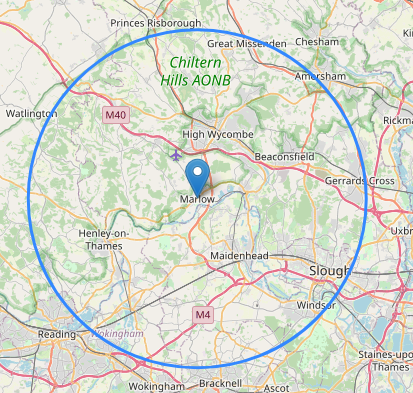 Princes Risborough
Great Missenden
Chesham
Chiltern
Hills AONB
Amersham
Watlington
M40
High Wycombe
Rickma
Beaconsfield
Gerrards Cross
Marlow
Uxb
Henley-on-
Thames
Maidenhead
Slough
Windsor
M4
Reading
Wokingham
Staines-upo
Thames
Wokingham
Bracknell
Ascot